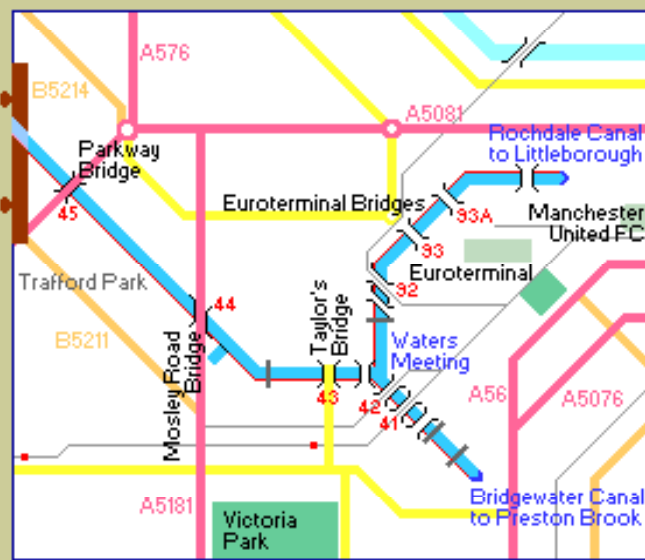 A576
B5214
A5081
Rochdale Canal
to Littleborough
Parkway
Bridge
Euroterminal Bridges
93A
45
Manchester
United FC
93
Euroterminal
Trafford Park
92
44
Taylor's
Bridge
Waters
Meeting
B5211
Mosley Road
Bridge
43
42
41
A56
A5076
A5181
Bridgewater Canal
to Preston Brook
Victoria
Park